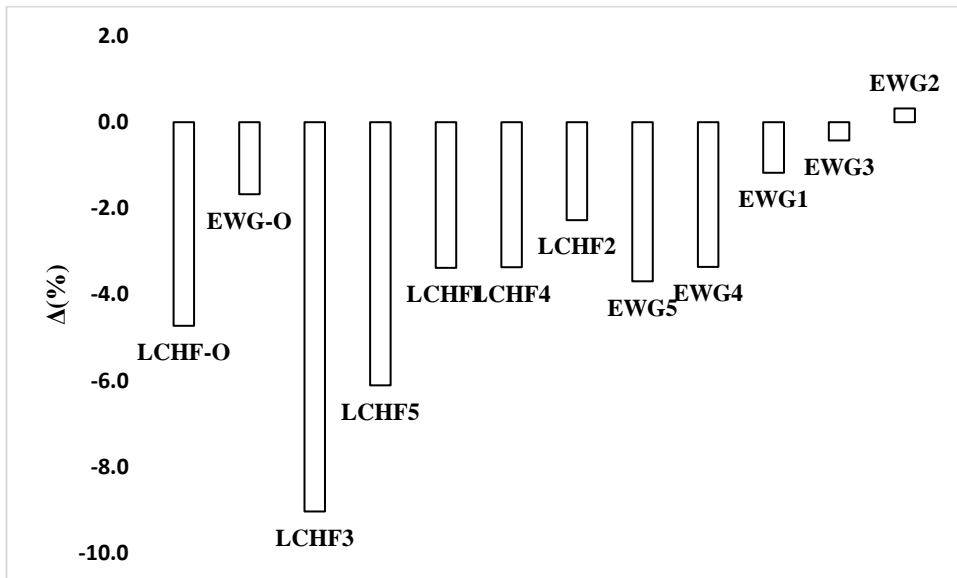 2.0
0.0
-2.0
-4.0
-6.0
-8.0
-10.0
Δ(%)
LCHF-O
EWG-O
LCHF3
LCHF5
LCHF1
LCHF4
LCHF2
EWG5
EWG4
EWG1
EWG3
EWG2